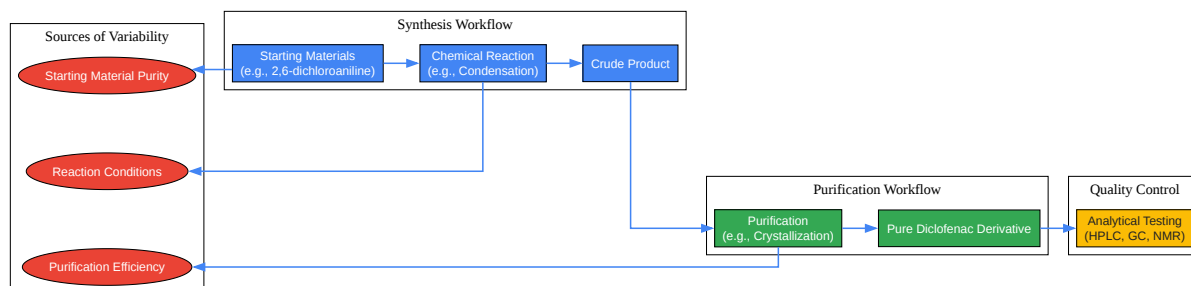 Sources of Variability
Starting Material Purity
Reaction Conditions
Purification Efficiency
Synthesis Workflow
Starting Materials
(e.g., 2,6-dichloroaniline)
Chemical Reaction
(e.g., Condensation)
Crude Product
Purification Workflow
Purification
(e.g., Crystallization)
Pure Diclofenac Derivative
Quality Control
Analytical Testing
(HPLC, GC, NMR)